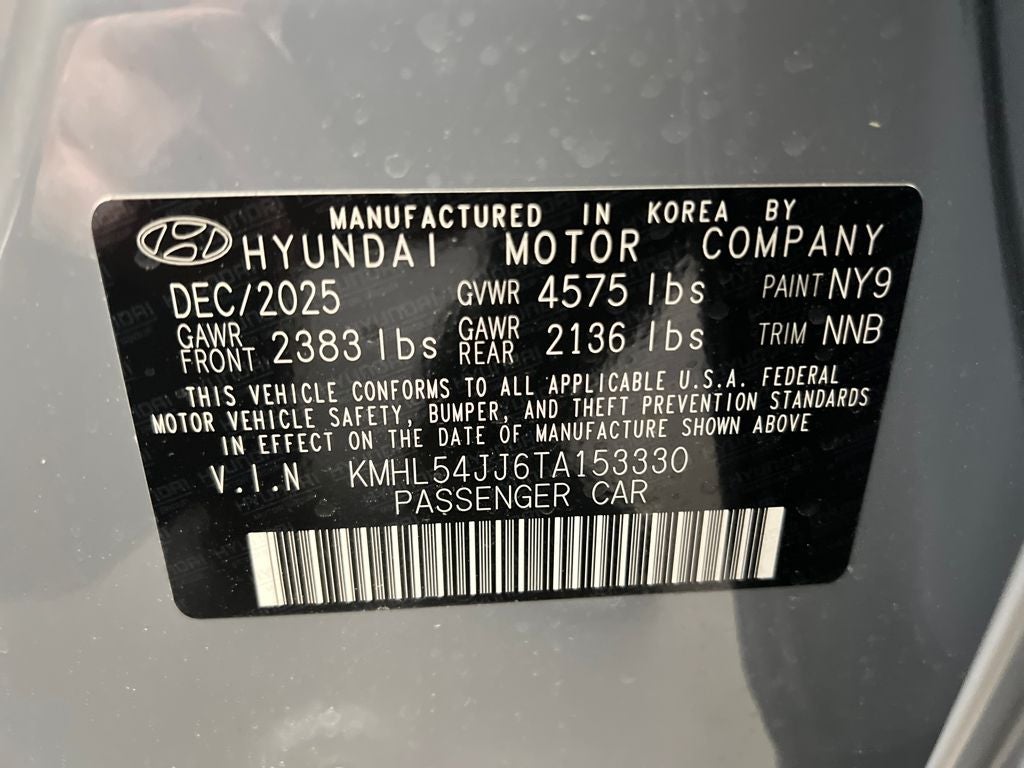 MANUFACTURED IN KOREA BY
HYUNDAI MOTOR COMPANY
DEC/2025 GVWR 4575 lbs PAINT NY9
GAWR FRONT 2383 lbs GAWR REAR 2136 lbs TRIM NNB
THIS VEHICLE CONFORMS TO ALL APPLICABLE U.S.A. FEDERAL
MOTOR VEHICLE SAFETY, BUMPER, AND THEFT PREVENTION STANDARDS
IN EFFECT ON THE DATE OF MANUFACTURE SHOWN ABOVE
V.I.N KMHL54JJ6TA153330
PASSENGER CAR